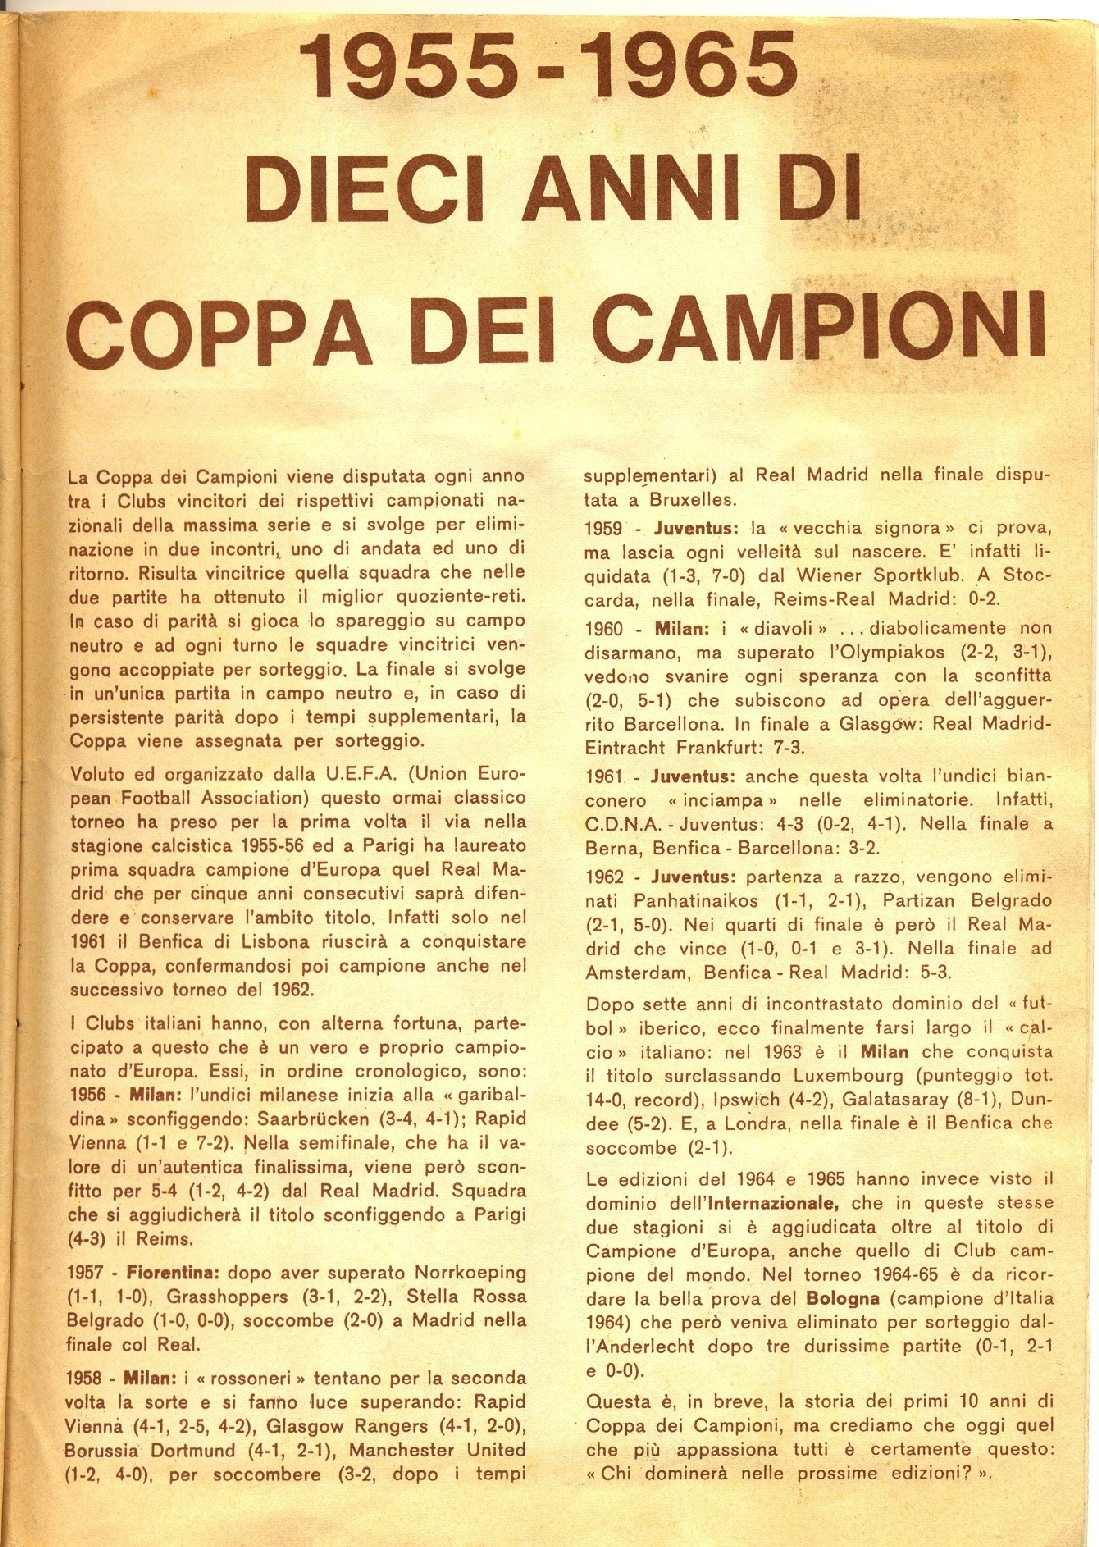 1955-1965
DIECI ANNI DI
COPPA DEI CAMPIONI
La Coppa dei Campioni viene disputata ogni anno
tra i Clubs vincitori dei rispettivi campionati na-
zionali della massima serie e si svolge per elimi-
nazione in due incontri, uno di andata ed uno di
ritorno. Risulta vincitrice quella squadra che nelle
due partite ha ottenuto il miglior quoziente-reti.
In caso di parità si gioca lo spareggio su campo
neutro e ad ogni turno le squadre vincitrici ven-
gono accoppiate per sorteggio. La finale si svolge
in un'unica partita in campo neutro e, in caso di
persistente parità dopo i tempi supplementari, la
Coppa viene assegnata per sorteggio.
Voluto ed organizzato dalla U.E.F.A. (Union Euro-
pean Football Association) questo ormai classico
torneo ha preso per la prima volta il via nella
stagione calcistica 1955-56 ed a Parigi ha laureato
prima squadra campione d'Europa quel Real Ma-
drid che per cinque anni consecutivi saprà difen-
dere e conservare l'ambito titolo. Infatti solo nel
1961 il Benfica di Lisbona riuscirà a conquistare
la Coppa, confermandosi poi campione anche nel
successivo torneo del 1962.
I Clubs italiani hanno, con alterna fortuna, parte-
cipato a questo che è un vero e proprio campio-
nato d'Europa. Essi, in ordine cronologico, sono:
1956 - Milan: l'undici milanese inizia alla « garibal-
dina » sconfiggendo: Saarbrücken (3-4, 4-1); Rapid
Vienna (1-1 e 7-2). Nella semifinale, che ha il va-
lore di un'autentica finalissima, viene però scon-
fitto per 5-4 (1-2, 4-2) dal Real Madrid. Squadra
che si aggiudicherà il titolo sconfiggendo a Parigi
(4-3) il Reims.
1957 - Fiorentina: dopo aver superato Norrkoeping
(1-1, 1-0), Grasshoppers (3-1, 2-2), Stella Rossa
Belgrado (1-0, 0-0), soccombe (2-0) a Madrid nella
finale col Real.
1958 - Milan: i « rossoneri » tentano per la seconda
volta la sorte e si fanno luce superando: Rapid
Vienna (4-1, 2-5, 4-2), Glasgow Rangers (4-1, 2-0),
Borussia Dortmund (4-1, 2-1), Manchester United
(1-2, 4-0), per soccombere (3-2, dopo i tempi
supplementari) al Real Madrid nella finale dispu-
tata a Bruxelles.
1959 - Juventus: la « vecchia signora » ci prova,
ma lascia ogni velleità sul nascere. E' infatti li-
quidata (1-3, 7-0) dal Wiener Sportklub. A Stoc-
carda, nella finale, Reims-Real Madrid: 0-2.
1960 - Milan: i « diavoli » ... diabolicamente non
disarmano, ma superato l'Olympiakos (2-2, 3-1),
vedono svanire ogni speranza con la sconfitta
(2-0, 5-1) che subiscono ad opera dell'agguer-
rito Barcellona. In finale a Glasgow: Real Madrid-
Eintracht Frankfurt: 7-3.
1961 - Juventus: anche questa volta l'undici bian-
conero « inciampa » nelle eliminatorie. Infatti,
C.D.N.A. - Juventus: 4-3 (0-2, 4-1). Nella finale a
Berna, Benfica - Barcellona: 3-2.
1962 - Juventus: partenza a razzo, vengono elimi-
nati Panhatinaikos (1-1, 2-1), Partizan Belgrado
(2-1, 5-0). Nei quarti di finale è però il Real Ma-
drid che vince (1-0, 0-1 e 3-1). Nella finale ad
Amsterdam, Benfica - Real Madrid: 5-3.
Dopo sette anni di incontrastato dominio del « fut-
bol » iberico, ecco finalmente farsi largo il « cal-
cio » italiano: nel 1963 è il Milan che conquista
il titolo surclassando Luxembourg (punteggio tot.
14-0, record), Ipswich (4-2), Galatasaray (8-1), Dun-
dee (5-2). E, a Londra, nella finale è il Benfica che
soccombe (2-1).
Le edizioni del 1964 e 1965 hanno invece visto il
dominio dell'Internazionale, che in queste stesse
due stagioni si è aggiudicata oltre al titolo di
Campione d'Europa, anche quello di Club cam-
pione del mondo. Nel torneo 1964-65 è da ricor-
dare la bella prova del Bologna (campione d'Italia
1964) che però veniva eliminato per sorteggio dal-
l'Anderlecht dopo tre durissime partite (0-1, 2-1
e 0-0).
Questa è, in breve, la storia dei primi 10 anni di
Coppa dei Campioni, ma crediamo che oggi quel
che più appassiona tutti è certamente questo:
« Chi dominerà nelle prossime edizioni? ».